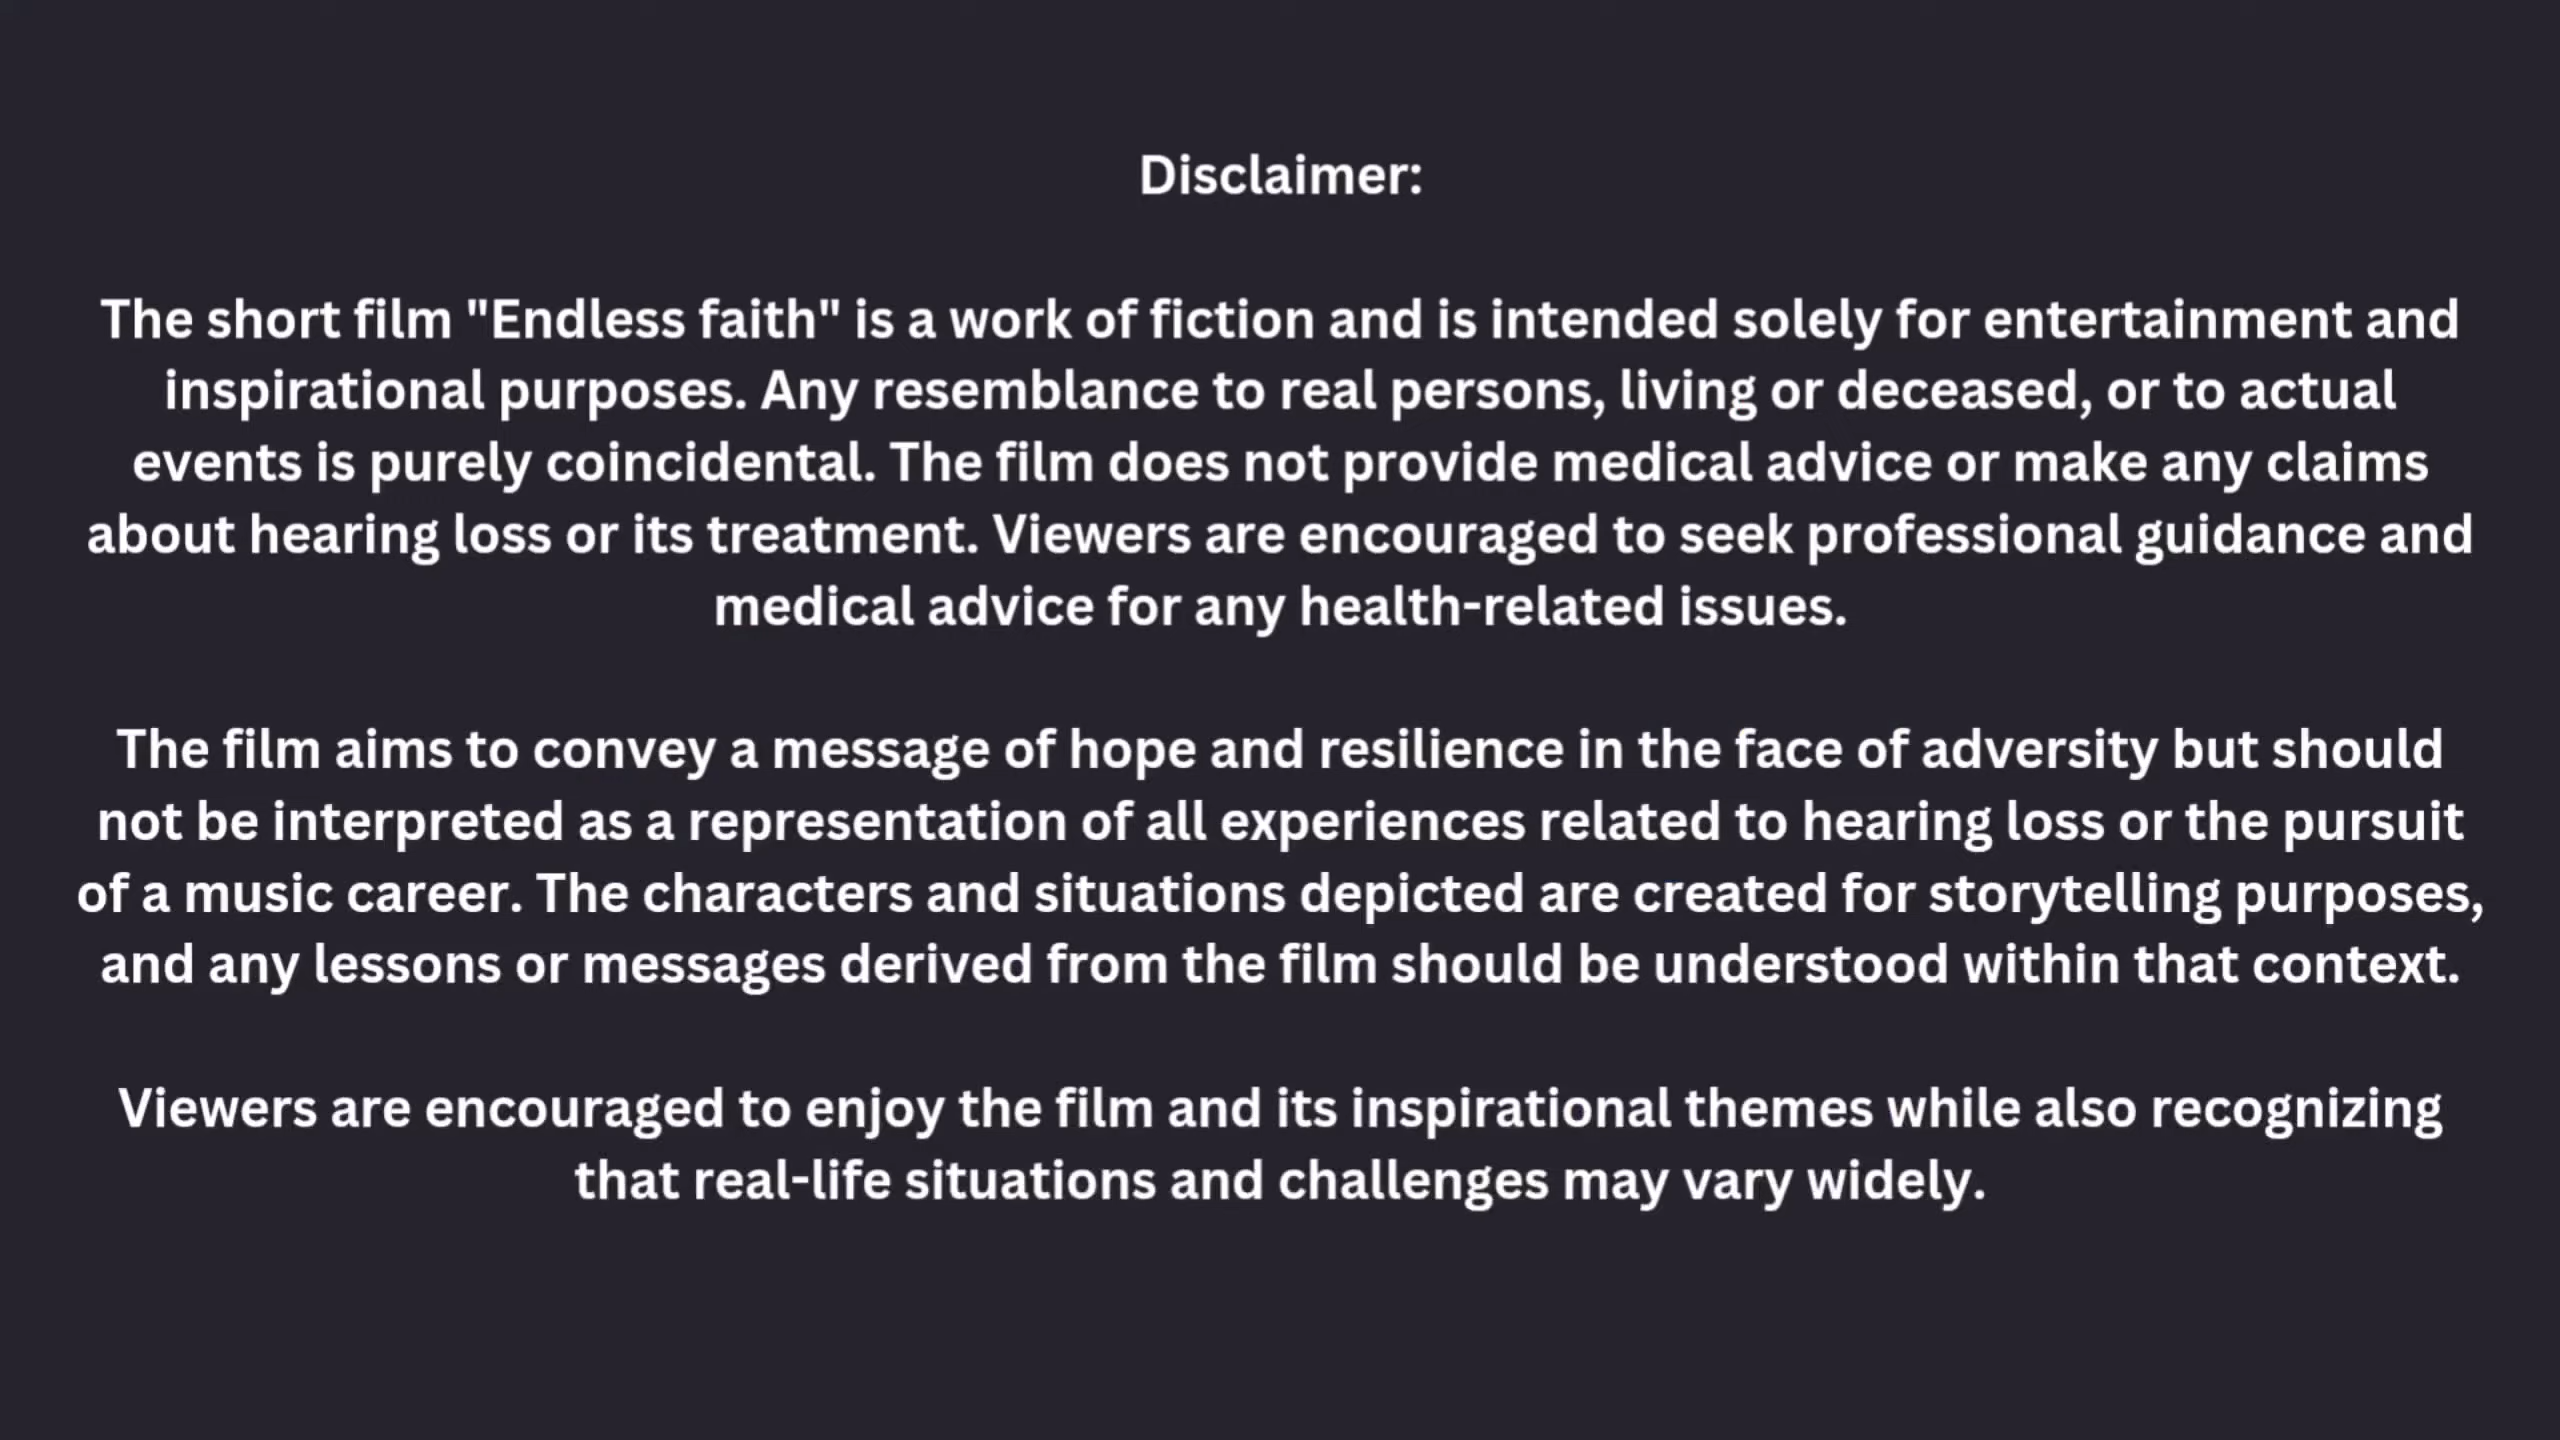 Disclaimer:
The short film "Endless faith" is a work of fiction and is intended solely for entertainment and
inspirational purposes. Any resemblance to real persons, living or deceased, or to actual
events is purely coincidental. The film does not provide medical advice or make any claims
about hearing loss or its treatment. Viewers are encouraged to seek professional guidance and
medical advice for any health-related issues.
The film aims to convey a message of hope and resilience in the face of adversity but should
not be interpreted as a representation of all experiences related to hearing loss or the pursuit
of a music career. The characters and situations depicted are created for storytelling purposes,
and any lessons or messages derived from the film should be understood within that context.
Viewers are encouraged to enjoy the film and its inspirational themes while also recognizing
that real-life situations and challenges may vary widely.